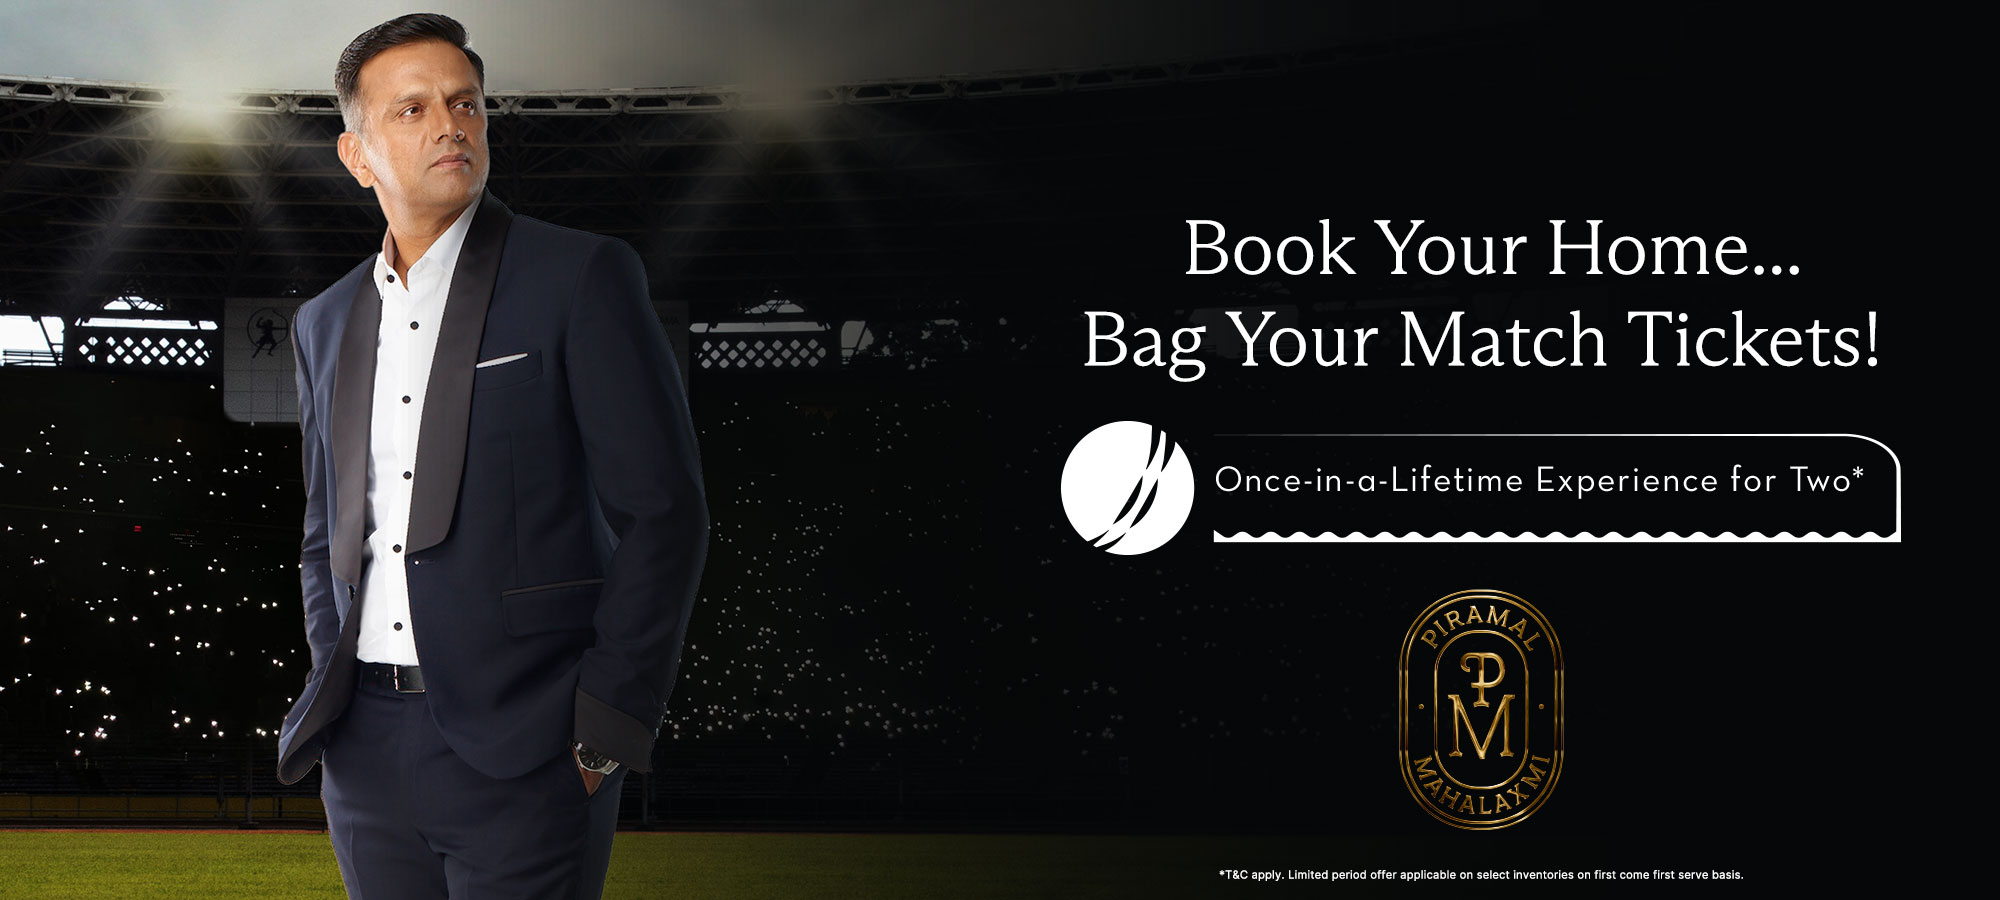 Book Your Home...
Bag Your Match Tickets!
Once-in-a-Lifetime Experience for Two*
PIRAMAL
PM
MAHALAXMI
*T&C apply. Limited period offer applicable on select inventories on first come first serve basis.